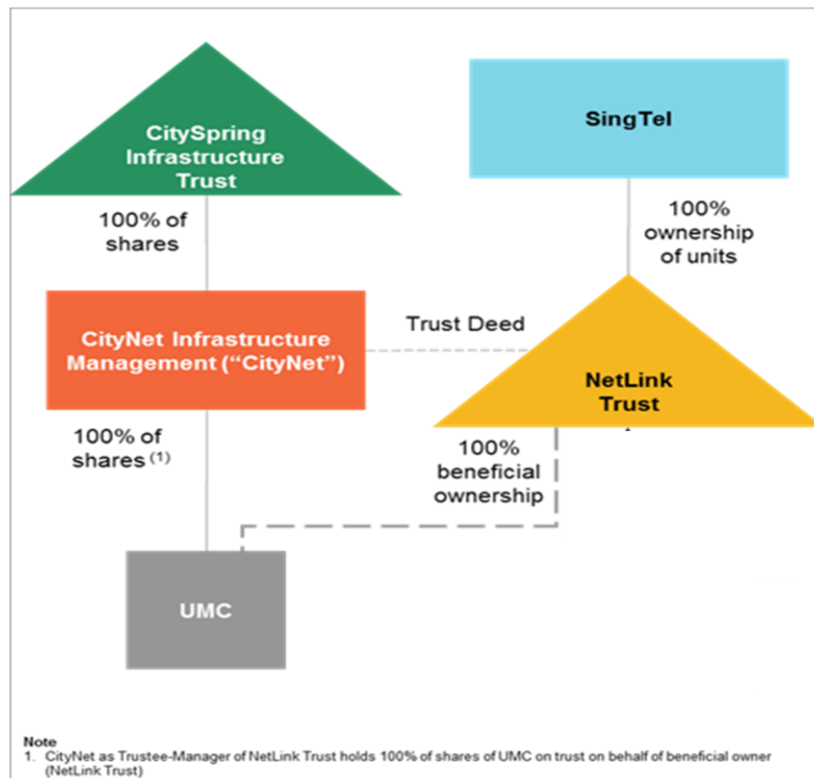 CitySpring
Infrastructure
Trust
SingTel
100% of
shares
100%
ownership
of units
CityNet Infrastructure
Management (“CityNet”)
Trust Deed
NetLink
Trust
100% of
shares (1)
100%
beneficial
ownership
UMC
Note
1. CityNet as Trustee-Manager of NetLink Trust holds 100% of shares of UMC on trust on behalf of beneficial owner
(NetLink Trust)